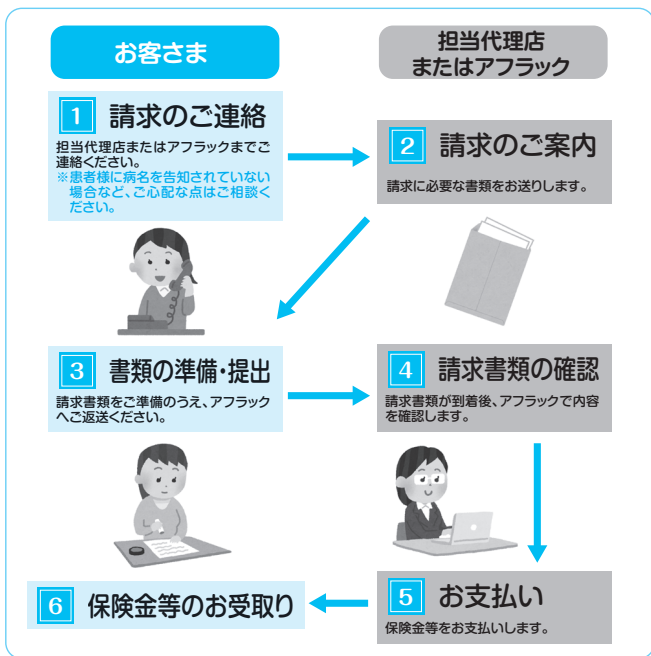 お客さま
担当代理店
またはアフラック
1 請求のご連絡
担当代理店またはアフラックまでご
連絡ください。
※患者様に病名を告知されていない
場合など、ご心配な点はご相談く
ださい。
2 請求のご案内
請求に必要な書類をお送りします。
3 書類の準備・提出
請求書類をご準備のうえ、アフラック
へご返送ください。
4 請求書類の確認
請求書類が到着後、アフラックで内容
を確認します。
5 お支払い
保険金等をお支払いします。
6 保険金等のお受取り